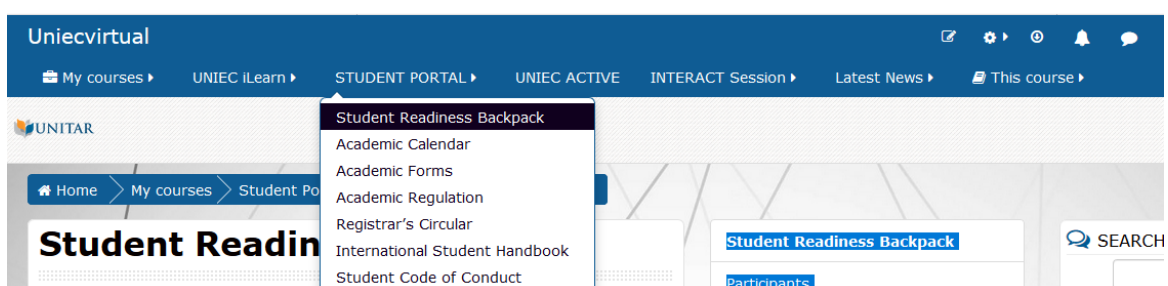 Uniecvirtual
My courses UNIEC iLearn STUDENT PORTAL UNIEC ACTIVE INTERACT Session Latest News This course
Student Readiness Backpack
Academic Calendar
UNITAR
Academic Forms
Home My courses Student Po
Academic Regulation
Registrar's Circular
Student Readin
International Student Handbook
Student Code of Conduct
Student Readiness Backpack
Participants
SEARCH